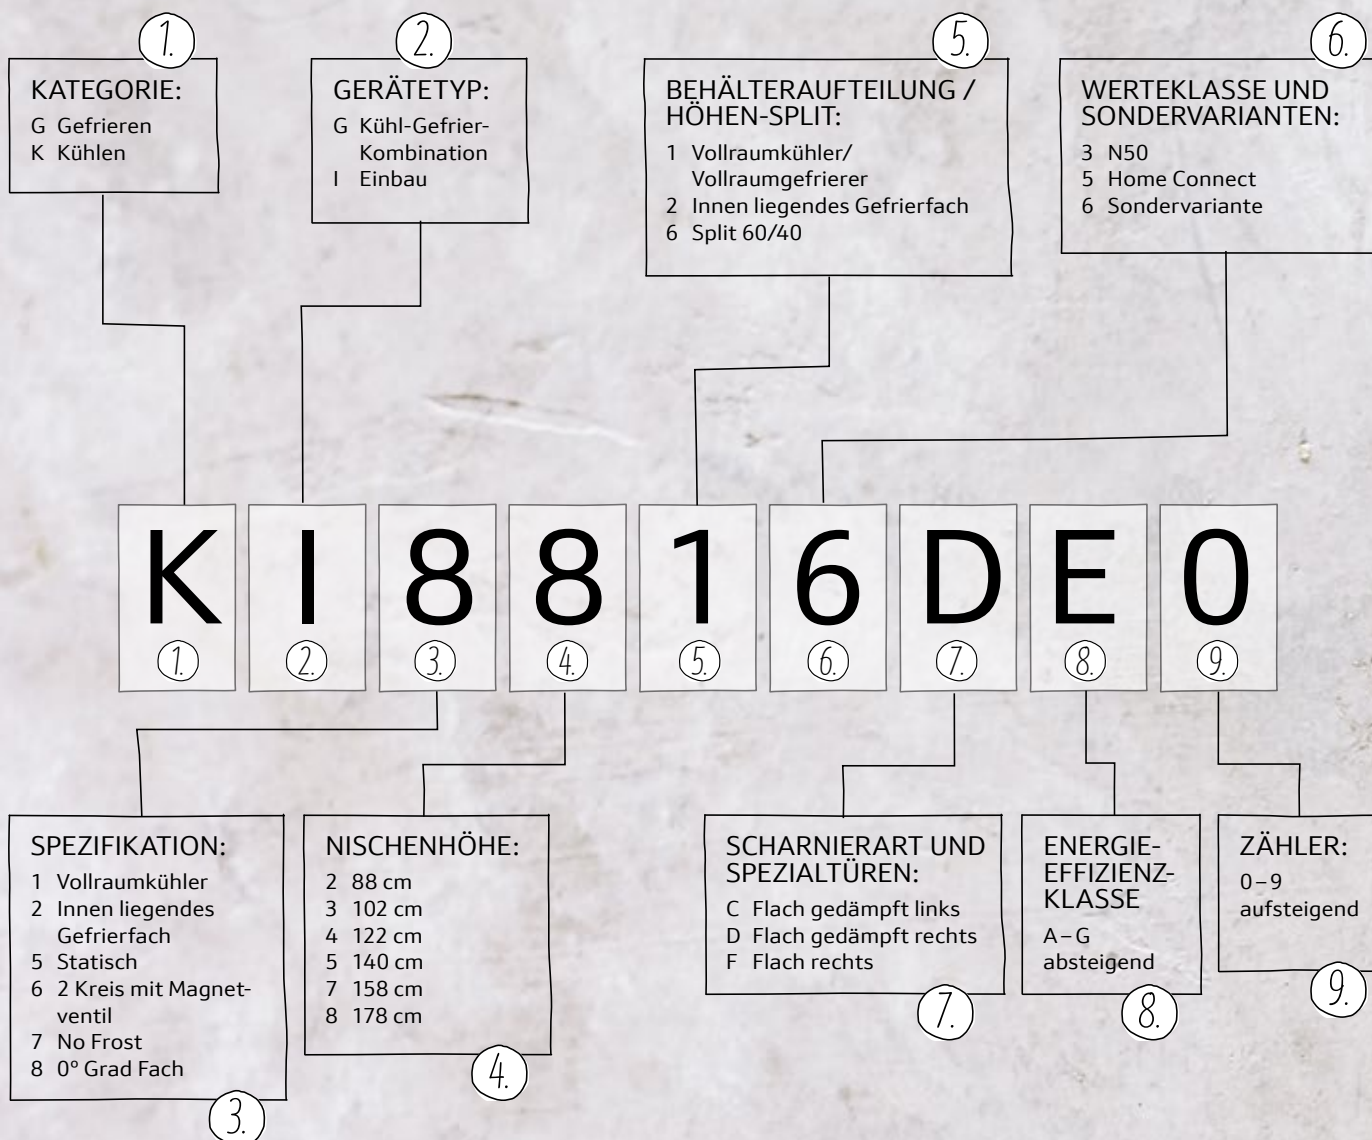 1.
KATEGORIE:
G Gefrieren
K Kühlen
2.
GERÄTETYP:
G Kühl-Gefrier-
Kombination
I Einbau
5.
BEHÄLTERAUFTEILUNG /
HÖHEN-SPLIT:
1 Vollraumkühler/
Vollraumgefrierer
2 Innen liegendes Gefrierfach
6 Split 60/40
6.
WERTEKLASSE UND
SONDERVARIANTEN:
3 N50
5 Home Connect
6 Sondervariante
K I 8 8 1 6 D E 0
1. 2. 3. 4. 5. 6. 7. 8. 9.
SPEZIFIKATION:
1 Vollraumkühler
2 Innen liegendes
Gefrierfach
5 Statisch
6 2 Kreis mit Magnet-
ventil
7 No Frost
8 0° Grad Fach
3.
NISCHENHÖHE:
2 88 cm
3 102 cm
4 122 cm
5 140 cm
7 158 cm
8 178 cm
4.
SCHARNIERART UND
SPEZIALTÜREN:
C Flach gedämpft links
D Flach gedämpft rechts
F Flach rechts
7.
ENERGIE-
EFFIZIENZ-
KLASSE
A–G
absteigend
8.
ZÄHLER:
0–9
aufsteigend
9.